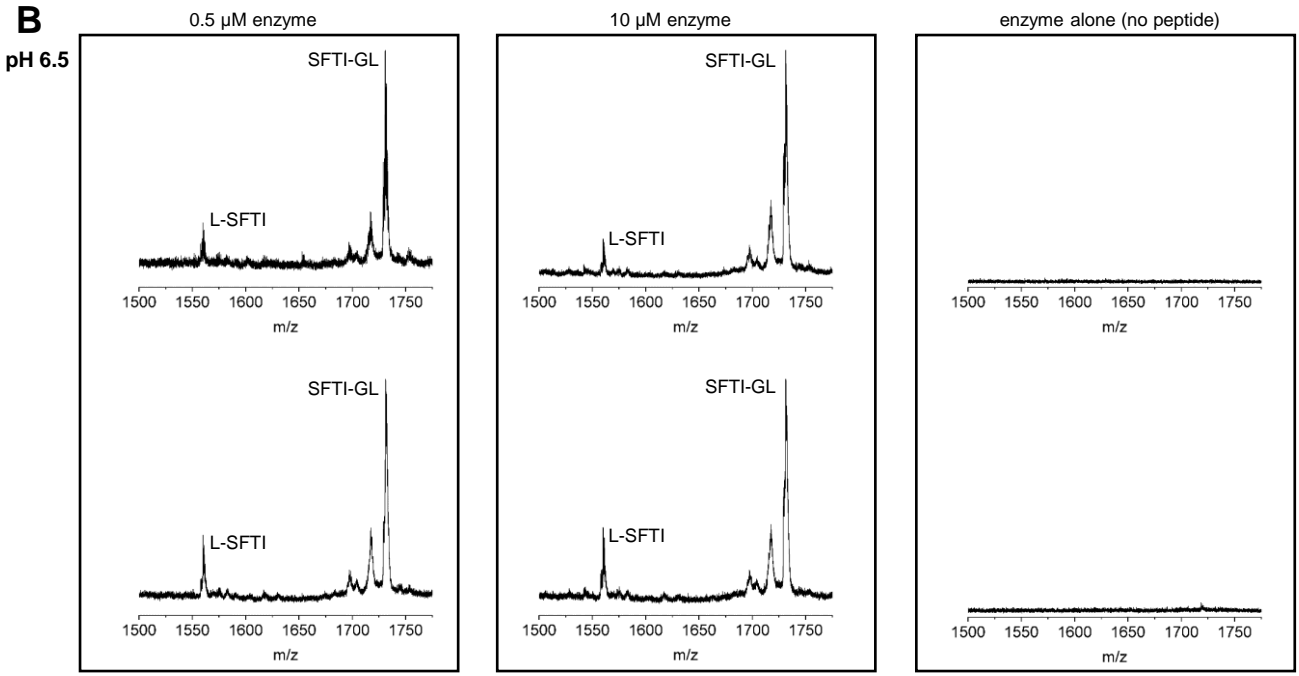 B
0.5 µM enzyme 10 µM enzyme enzyme alone (no peptide)
pH 6.5
SFTI-GL SFTI-GL
L-SFTI L-SFTI
1500 1550 1600 1650 1700 1750 1500 1550 1600 1650 1700 1750 1500 1550 1600 1650 1700 1750
m/z m/z m/z
SFTI-GL SFTI-GL
L-SFTI L-SFTI
1500 1550 1600 1650 1700 1750 1500 1550 1600 1650 1700 1750 1500 1550 1600 1650 1700 1750
m/z m/z m/z